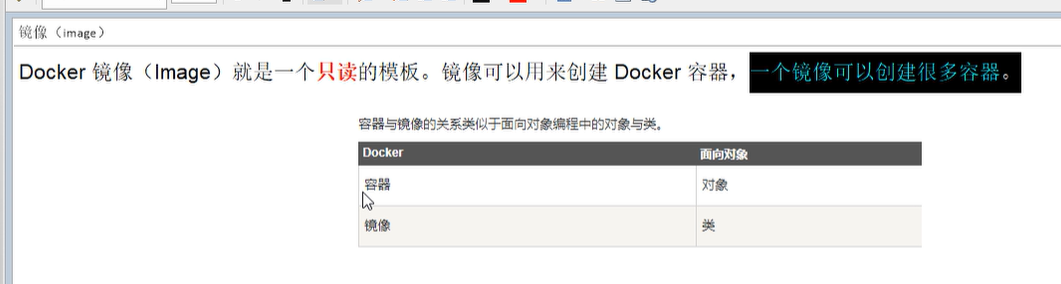 镜像（image）
Docker 镜像（Image）就是一个只读的模板。镜像可以用来创建 Docker 容器，一个镜像可以创建很多容器。
容器与镜像的关系类似于面向对象编程中的对象与类。
Docker 面向对象
容器 对象
镜像 类